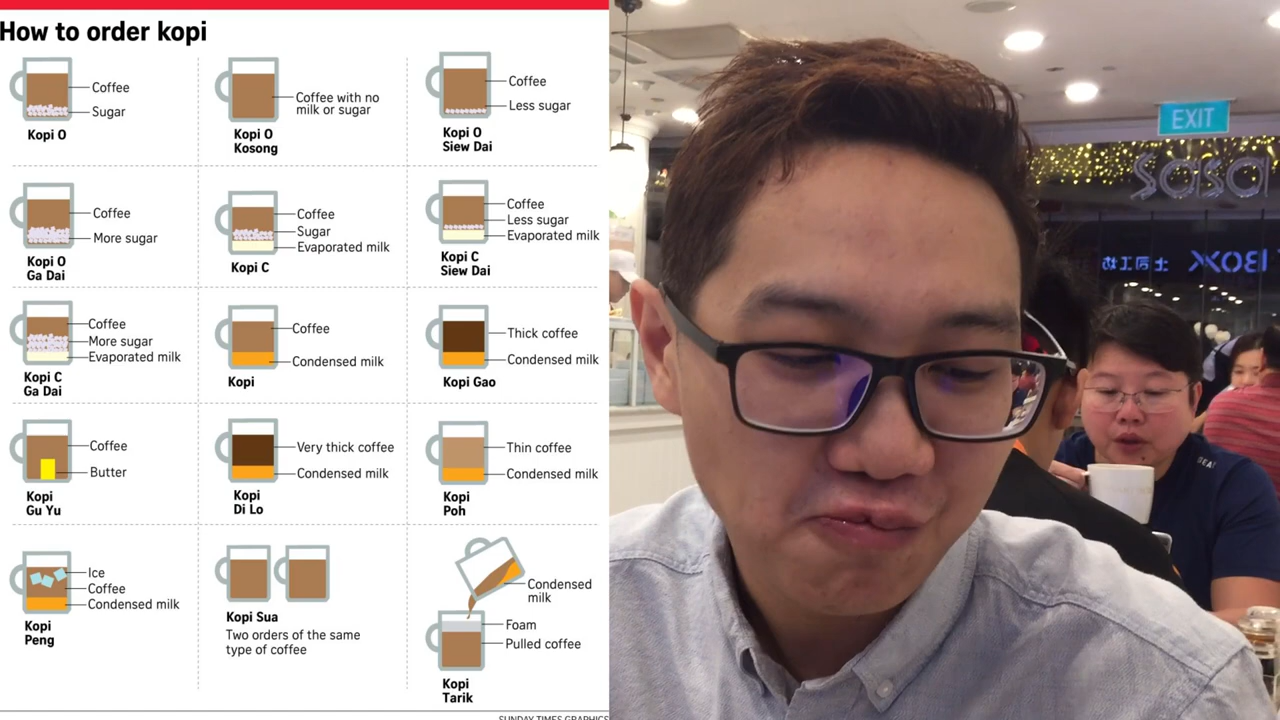 How to order kopi
Coffee
Sugar
Kopi O
Coffee with no
milk or sugar
Kopi O
Kosong
Coffee
Less sugar
Kopi O
Siew Dai
Coffee
More sugar
Kopi O
Ga Dai
Coffee
Sugar
Evaporated milk
Kopi C
Coffee
Less sugar
Evaporated milk
Kopi C
Siew Dai
Coffee
More sugar
Evaporated milk
Kopi C
Ga Dai
Coffee
Condensed milk
Kopi
Thick coffee
Condensed milk
Kopi Gao
Coffee
Butter
Kopi
Gu Yu
Very thick coffee
Condensed milk
Kopi
Di Lo
Thin coffee
Condensed milk
Kopi
Poh
Ice
Coffee
Condensed milk
Kopi
Peng
Kopi Sua
Two orders of the same
type of coffee
Condensed
milk
Foam
Pulled coffee
Kopi
Tarik
SUNDAY TIMES GRAPHICS
EXIT
sasa
土司工坊
BOX